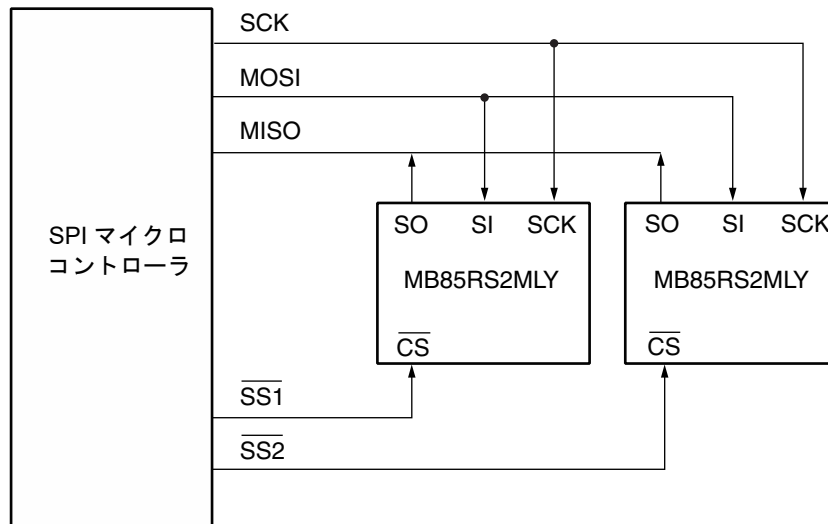 SCK
MOSI
MISO
SPI マイクロ
コントローラ
SO SI SCK
MB85RS2MLY
CS
SO SI SCK
MB85RS2MLY
CS
SS1
SS2